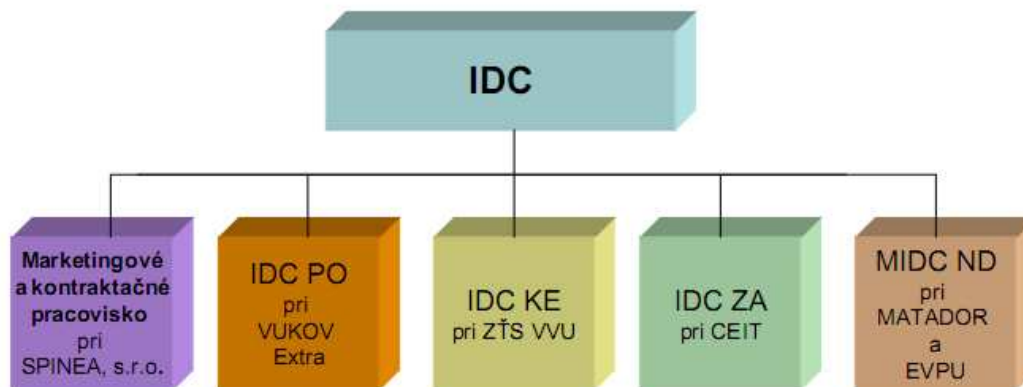 IDC
Marketingové
a kontraktačné
pracovisko
pri
SPINEA, s.r.o.
IDC PO
pri
VUKOV
Extra
IDC KE
pri ZŤS VVU
IDC ZA
pri CEIT
MIDC ND
pri
MATADOR
a
EVPU